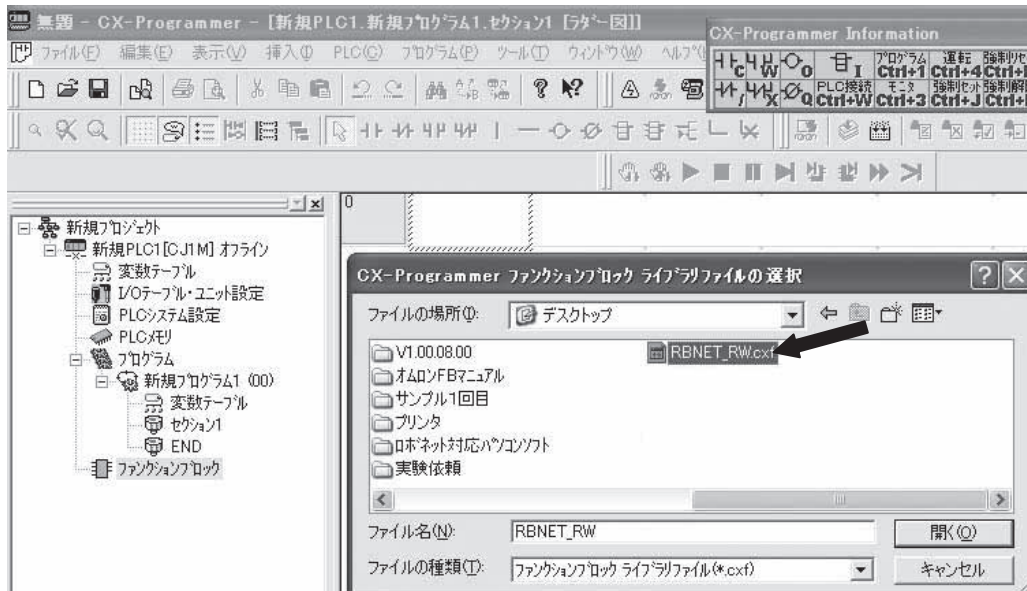 無題 - CX-Programmer - [新規PLC1.新規プログラム1.セクション1 [ラダー図]]
ファイル(F) 編集(E) 表示(V) 挿入(I) PLC(C) プログラム(P) ツール(T) ウィンドウ(W) ヘルプ(
CX-Programmer Information
C W O I
プログラム 運転 強制リセ
Ctrl+1 Ctrl+4 Ctrl+
/ X Q
PLC接続 モニタ 強制セット 強制解
Ctrl+W Ctrl+3 Ctrl+J Ctrl+
新規プロジェクト
新規PLC1[CJ1M] オフライン
変数テーブル
I/Oテーブル・ユニット設定
PLCシステム設定
PLCメモリ
プログラム
新規プログラム1 (00)
変数テーブル
セクション1
END
ファンクションブロック
0
CX-Programmer ファンクションブロック ライブラリファイルの選択
ファイルの場所(I): デスクトップ
V1.00.08.00
オムロンFBマニュアル
サンプル1回目
プリンタ
ロボネット対応パソコンソフト
実験依頼
RBNET_RW.cxf
ファイル名(N): RBNET_RW 開く(O)
ファイルの種類(T): ファンクションブロック ライブラリファイル(*.cxf) キャンセル